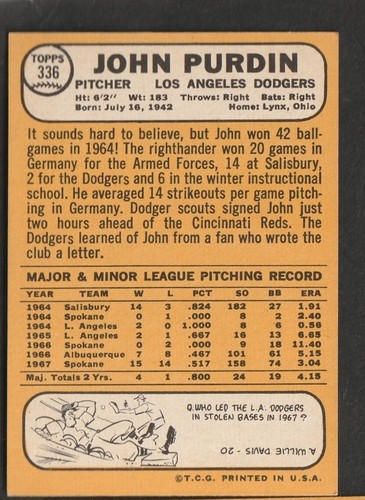 TOPPS
336
JOHN PURDIN
PITCHER LOS ANGELES DODGERS
Ht: 6'2" Wt: 183 Throws: Right Bats: Right
Born: July 16, 1942 Home: Lynx, Ohio
It sounds hard to believe, but John won 42 ball-
games in 1964! The righthander won 20 games in
Germany for the Armed Forces, 14 at Salisbury,
2 for the Dodgers and 6 in the winter instructional
school. He averaged 14 strikeouts per game pitch-
ing in Germany. Dodger scouts signed John just
two hours ahead of the Cincinnati Reds. The
Dodgers learned of John from a fan who wrote the
club a letter.
MAJOR & MINOR LEAGUE PITCHING RECORD
YEAR TEAM W L PCT SO BB ERA
1964 Salisbury 14 3 .824 182 27 1.91
1964 Spokane 0 1 .000 8 2 2.40
1964 L. Angeles 2 0 1.000 8 6 0.56
1965 L. Angeles 2 1 .667 16 13 6.65
1966 Spokane 0 2 .000 9 18 11.40
1966 Albuquerque 7 8 .467 101 61 5.15
1967 Spokane 15 14 .517 158 74 3.04
Maj. Totals 2 Yrs. 4 1 .800 24 19 4.15
Q. WHO LED THE L.A. DODGERS
IN STOLEN BASES IN 1967?
A WILLIE DAVIS - 20
©T.C.G. PRINTED IN U.S.A.